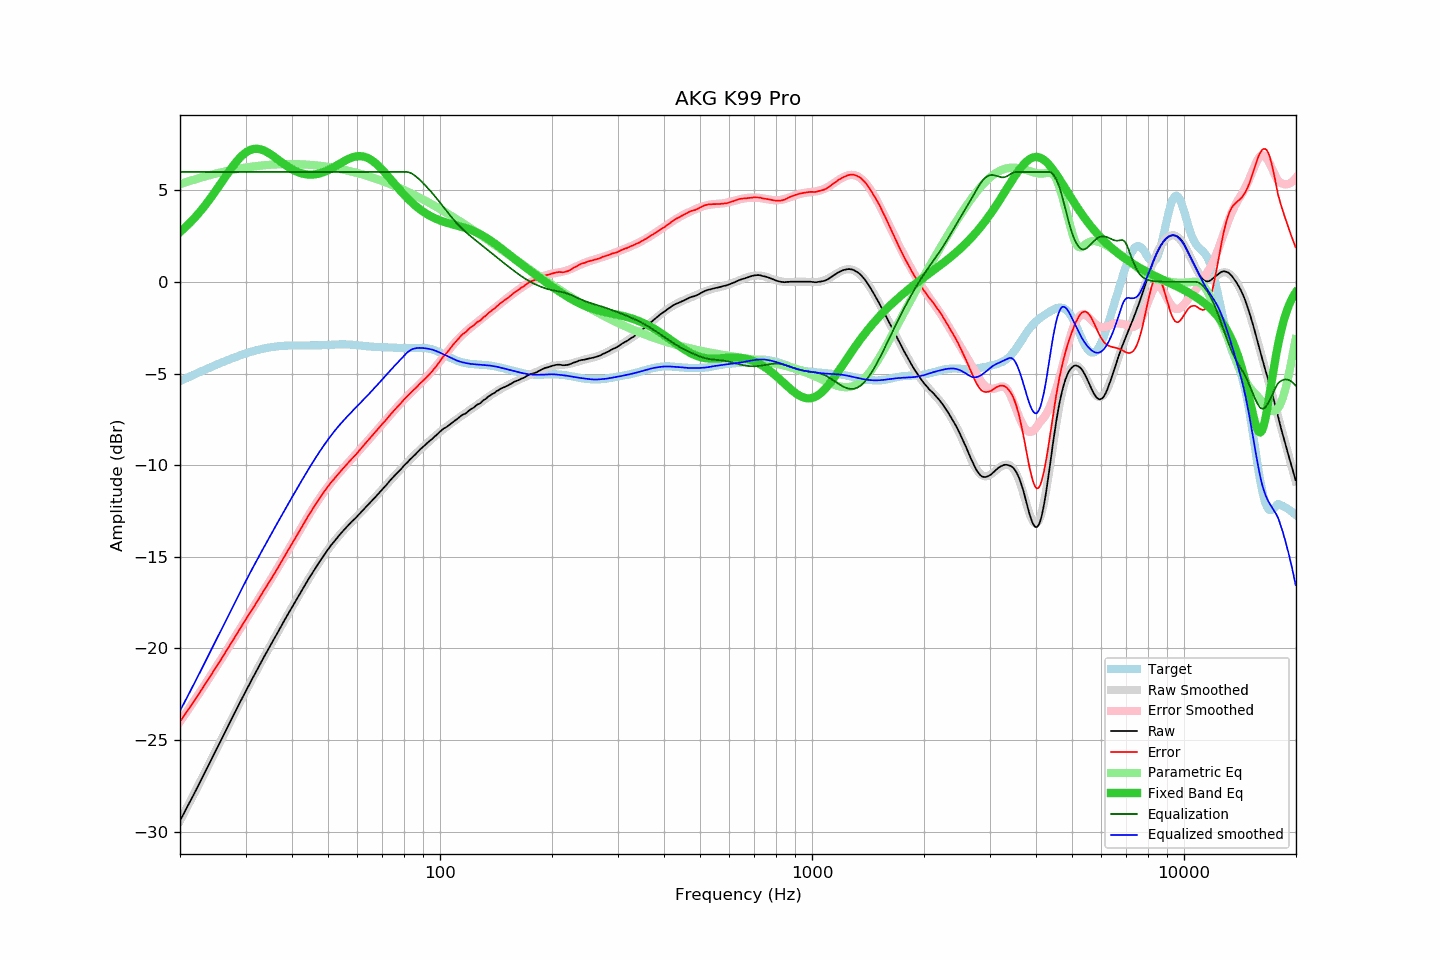 AKG K99 Pro
Amplitude (dBr)
5
0
−5
−10
−15
−20
−25
−30
100
1000
10000
Frequency (Hz)
Target
Raw Smoothed
Error Smoothed
Raw
Error
Parametric Eq
Fixed Band Eq
Equalization
Equalized smoothed